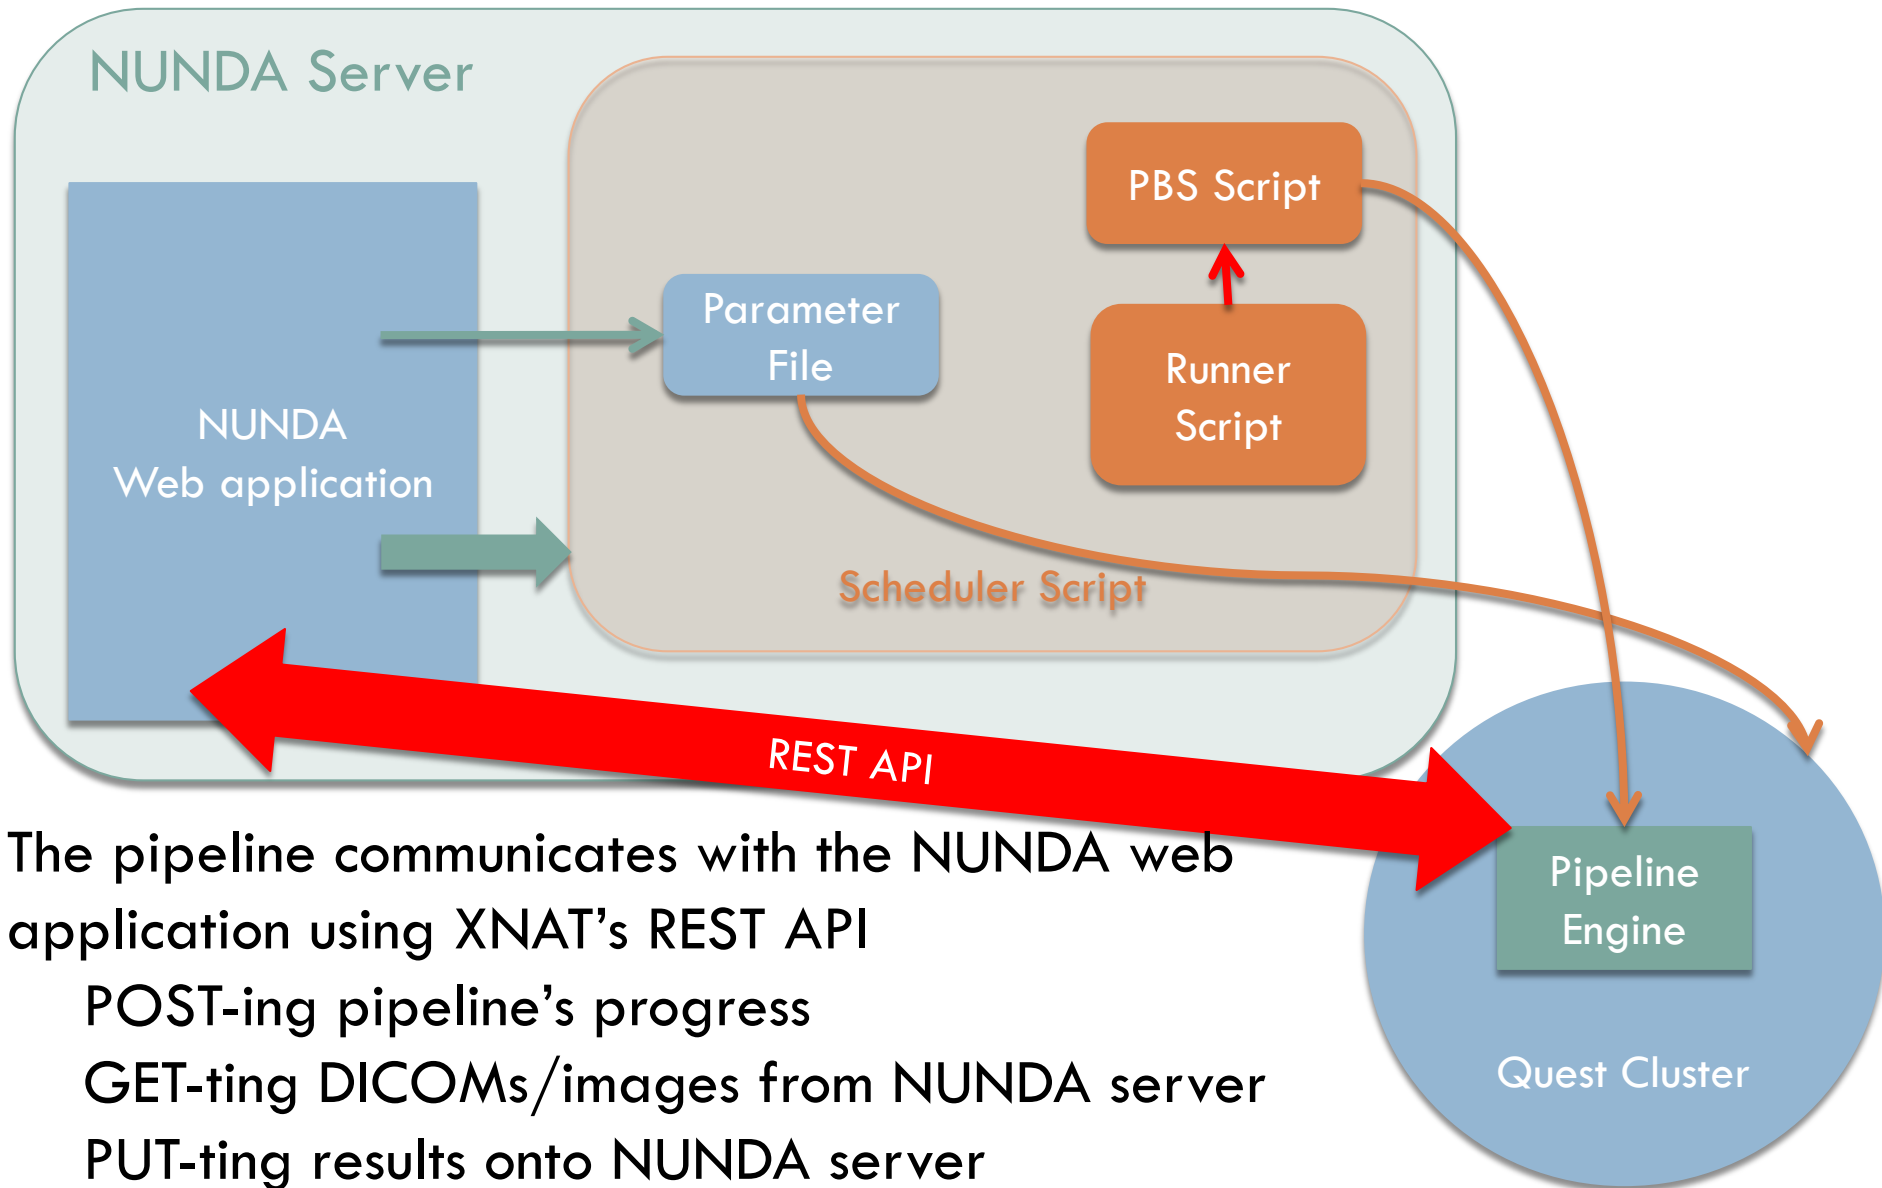 NUNDA Server
PBS Script
Parameter
File
Runner
Script
NUNDA
Web application
Scheduler Script
REST API
The pipeline communicates with the NUNDA web
application using XNAT’s REST API
POST-ing pipeline’s progress
GET-ting DICOMs/images from NUNDA server
PUT-ting results onto NUNDA server
Pipeline
Engine
Quest Cluster